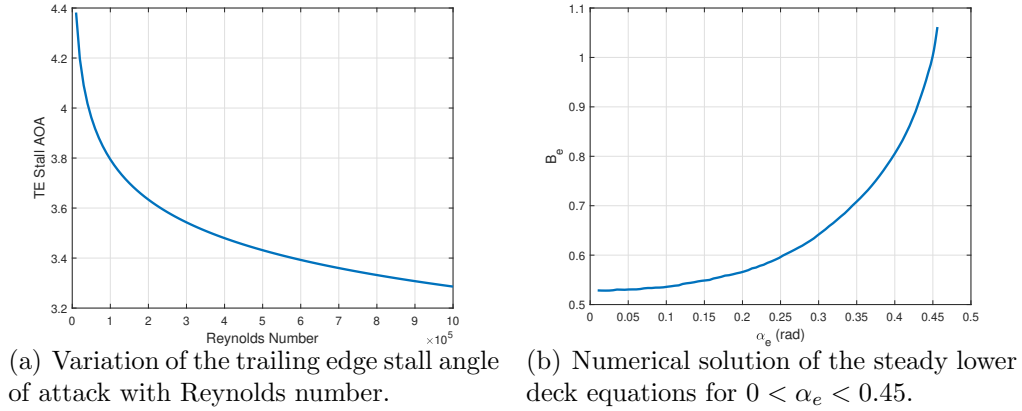 4.4
4.2
4
3.8
3.6
3.4
3.2
TE Stall AOA
0 1 2 3 4 5 6 7 8 9 10
Reynolds Number
×10⁵
1.1
1
0.9
0.8
0.7
0.6
0.5
B_e
0 0.05 0.1 0.15 0.2 0.25 0.3 0.35 0.4 0.45 0.5
α_e (rad)
(a) Variation of the trailing edge stall angle
of attack with Reynolds number.
(b) Numerical solution of the steady lower
deck equations for 0 < α_e < 0.45.